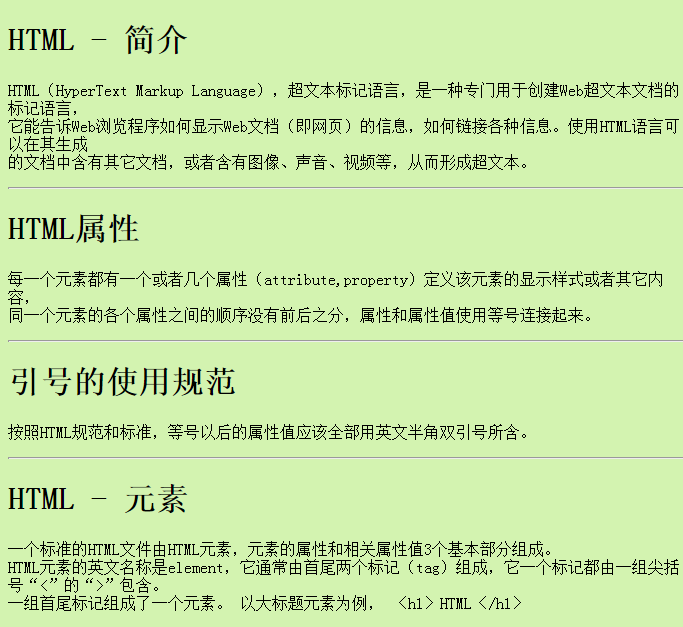 HTML - 简介
HTML（HyperText Markup Language），超文本标记语言，是一种专门用于创建Web超文本文档的
标记语言，
它能告诉Web浏览程序如何显示Web文档（即网页）的信息，如何链接各种信息。使用HTML语言可
以在其生成
的文档中含有其它文档，或者含有图像、声音、视频等，从而形成超文本。
HTML属性
每一个元素都有一个或者几个属性（attribute,property）定义该元素的显示样式或者其它内
容，
同一个元素的各个属性之间的顺序没有前后之分，属性和属性值使用等号连接起来。
引号的使用规范
按照HTML规范和标准，等号以后的属性值应该全部用英文半角双引号所含。
HTML - 元素
一个标准的HTML文件由HTML元素，元素的属性和相关属性值3个基本部分组成。
HTML元素的英文名称是element，它通常由首尾两个标记（tag）组成，它一个标记都由一组尖括
号“<”的“>”包含。
一组首尾标记组成了一个元素。 以大标题元素为例， <h1> HTML </h1>